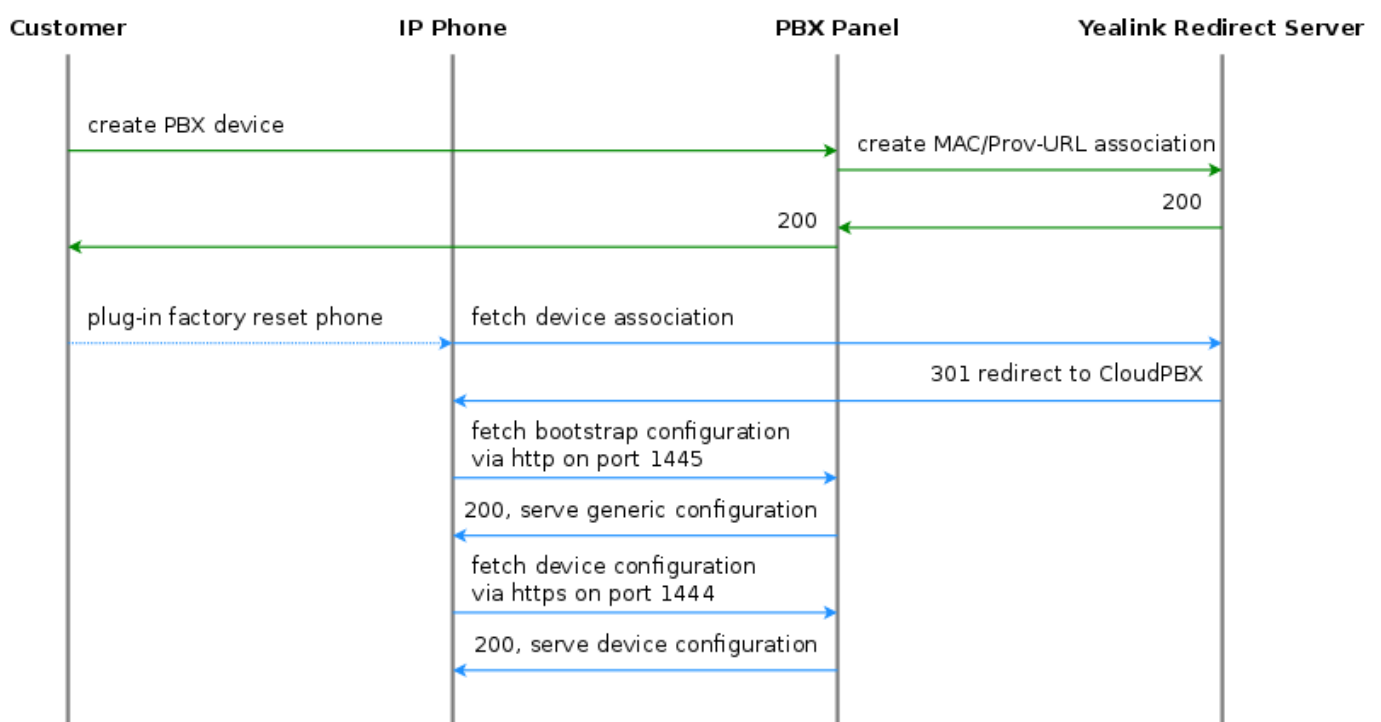 Customer
IP Phone
PBX Panel
Yealink Redirect Server
create PBX device
create MAC/Prov-URL association
200
200
plug-in factory reset phone
fetch device association
301 redirect to CloudPBX
fetch bootstrap configuration
via http on port 1445
200, serve generic configuration
fetch device configuration
via https on port 1444
200, serve device configuration